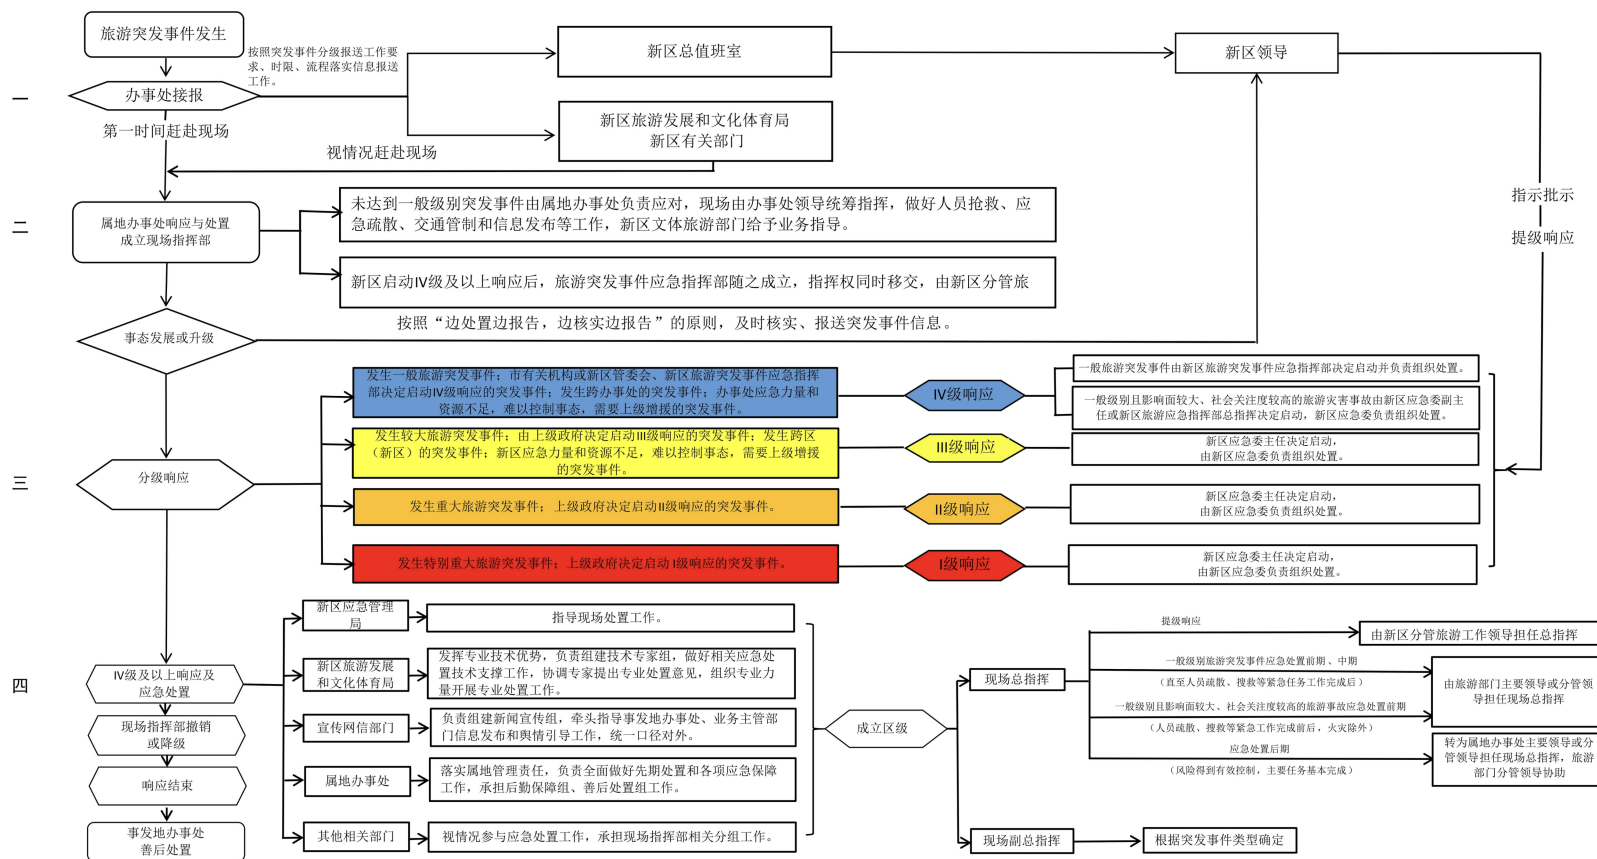 旅游突发事件发生
按照突发事件分级报送工作要
求、时限、流程落实信息报送
工作。
新区总值班室
新区领导
一
办事处接报
第一时间赶赴现场
新区旅游发展和文化体育局
新区有关部门
视情况赶赴现场
指示批示
提级响应
二
属地办事处响应与处置
成立现场指挥部
未达到一般级别突发事件由属地办事处负责应对，现场由办事处领导统筹指挥，做好人员抢救、应
急疏散、交通管制和信息发布等工作，新区文体旅游部门给予业务指导。
新区启动IV级及以上响应后，旅游突发事件应急指挥部随之成立，指挥权同时移交，由新区分管旅
按照“边处置边报告，边核实边报告”的原则，及时核实、报送突发事件信息。
事态发展或升级
三
分级响应
发生一般旅游突发事件；市有关机构或新区管委会、新区旅游突发事件应急指挥
部决定启动IV级响应的突发事件；发生跨办事处的突发事件；办事处应急力量和
资源不足，难以控制事态，需要上级增援的突发事件。
IV级响应
一般旅游突发事件由新区旅游突发事件应急指挥部决定启动并负责组织处置。
一般级别且影响面较大、社会关注度较高的旅游灾害事故由新区应急委副主
任或新区旅游应急指挥部总指挥决定启动，新区应急委负责组织处置。
发生较大旅游突发事件；由上级政府决定启动III级响应的突发事件；发生跨区
（新区）的突发事件；新区应急力量和资源不足，难以控制事态，需要上级增援
的突发事件。
III级响应
新区应急委主任决定启动，
由新区应急委负责组织处置。
发生重大旅游突发事件；上级政府决定启动II级响应的突发事件。
II级响应
新区应急委主任决定启动，
由新区应急委负责组织处置。
发生特别重大旅游突发事件；上级政府决定启动 I级响应的突发事件。
I级响应
新区应急委主任决定启动，
由新区应急委负责组织处置。
四
IV级及以上响应及
应急处置
现场指挥部撤销
或降级
响应结束
事发地办事处
善后处置
新区应急管理
局
指导现场处置工作。
新区旅游发展
和文化体育局
发挥专业技术优势，负责组建技术专家组，做好相关应急处
置技术支撑工作，协调专家提出专业处置意见，组织专业力
量开展专业处置工作。
宣传网信部门
负责组建新闻宣传组，牵头指导事发地办事处、业务主管部
门信息发布和舆情引导工作，统一口径对外。
属地办事处
落实属地管理责任，负责全面做好先期处置和各项应急保障
工作，承担后勤保障组、善后处置组工作。
其他相关部门
视情况参与应急处置工作，承担现场指挥部相关分组工作。
成立区级
现场总指挥
提级响应
由新区分管旅游工作领导担任总指挥
一般级别旅游突发事件应急处置前期、中期
（直至人员疏散、搜救等紧急任务工作完成后）
一般级别且影响面较大、社会关注度较高的旅游事故应急处置前期
（人员疏散、搜救等紧急工作完成前后，火灾除外）
由旅游部门主要领导或分管领
导担任现场总指挥
应急处置后期
（风险得到有效控制，主要任务基本完成）
转为属地办事处主要领导或分
管领导担任现场总指挥，旅游
部门分管领导协助
现场副总指挥
根据突发事件类型确定